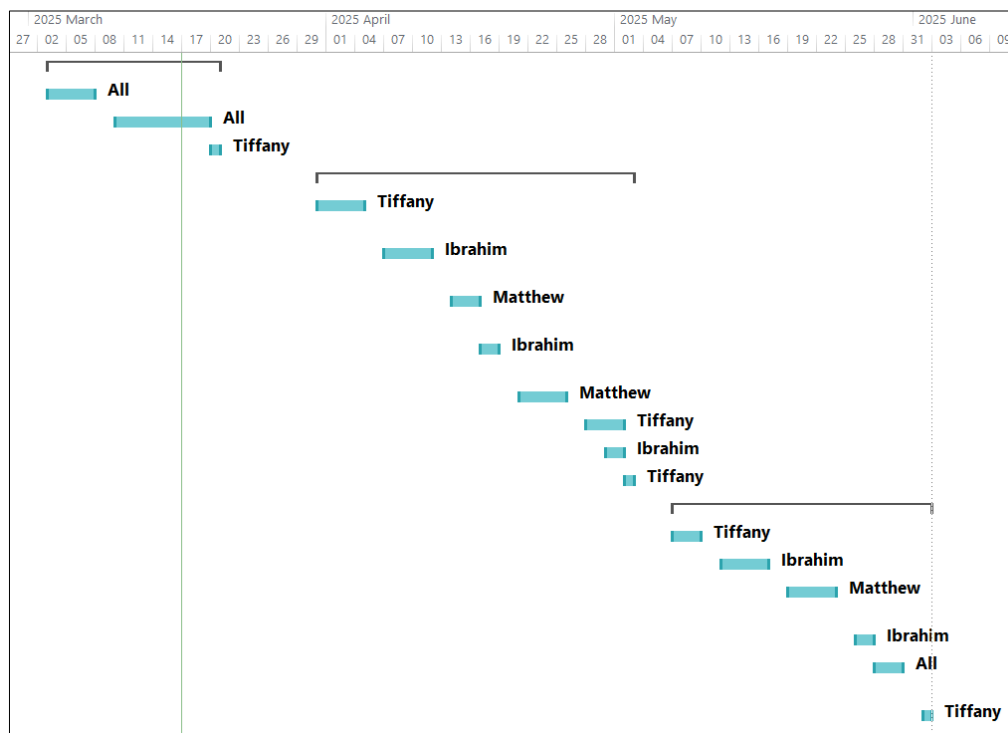 2025 March 2025 April 2025 May 2025 June
27 02 05 08 11 14 17 20 23 26 29 01 04 07 10 13 16 19 22 25 28 01 04 07 10 13 16 19 22 25 28 31 03 06 09
All
All
Tiffany
Tiffany
Ibrahim
Matthew
Ibrahim
Matthew
Tiffany
Ibrahim
Tiffany
Tiffany
Ibrahim
Matthew
Ibrahim
All
Tiffany